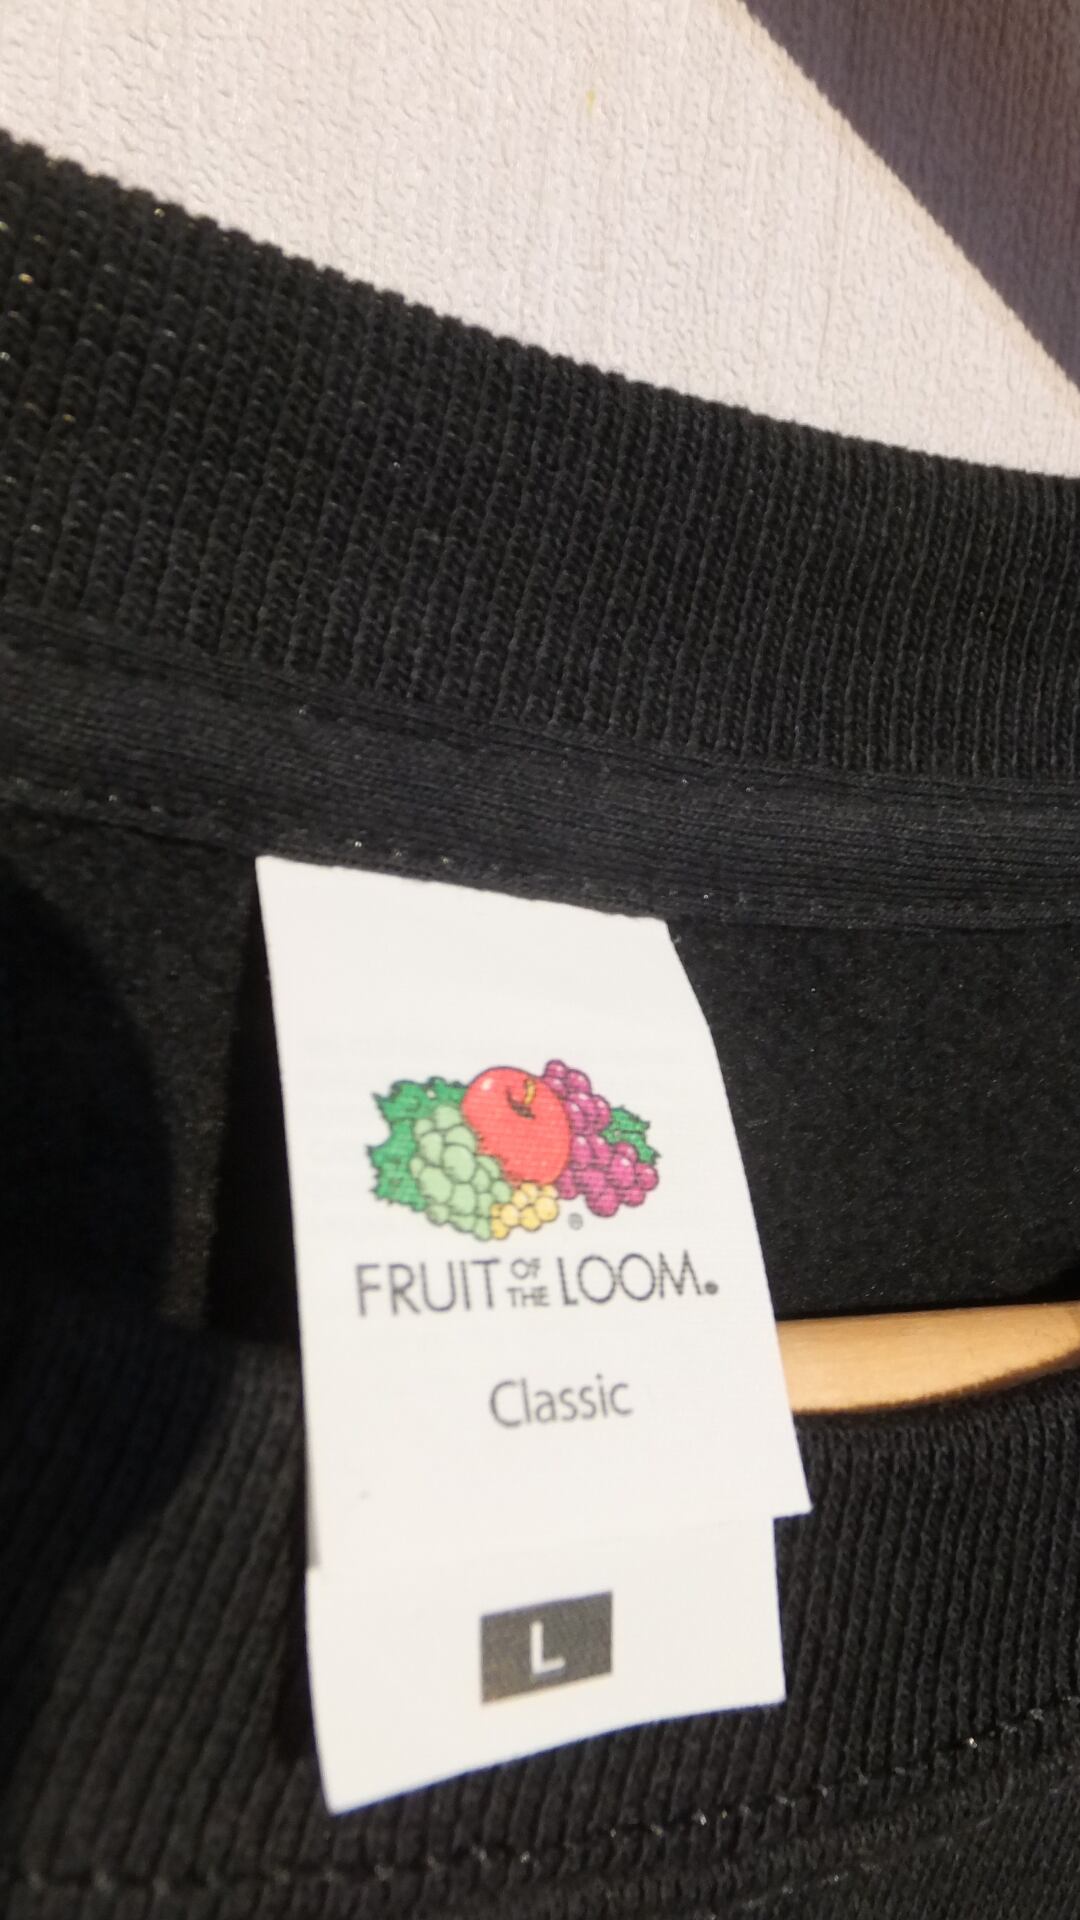 FRUIT OF THE LOOM®
Classic
L